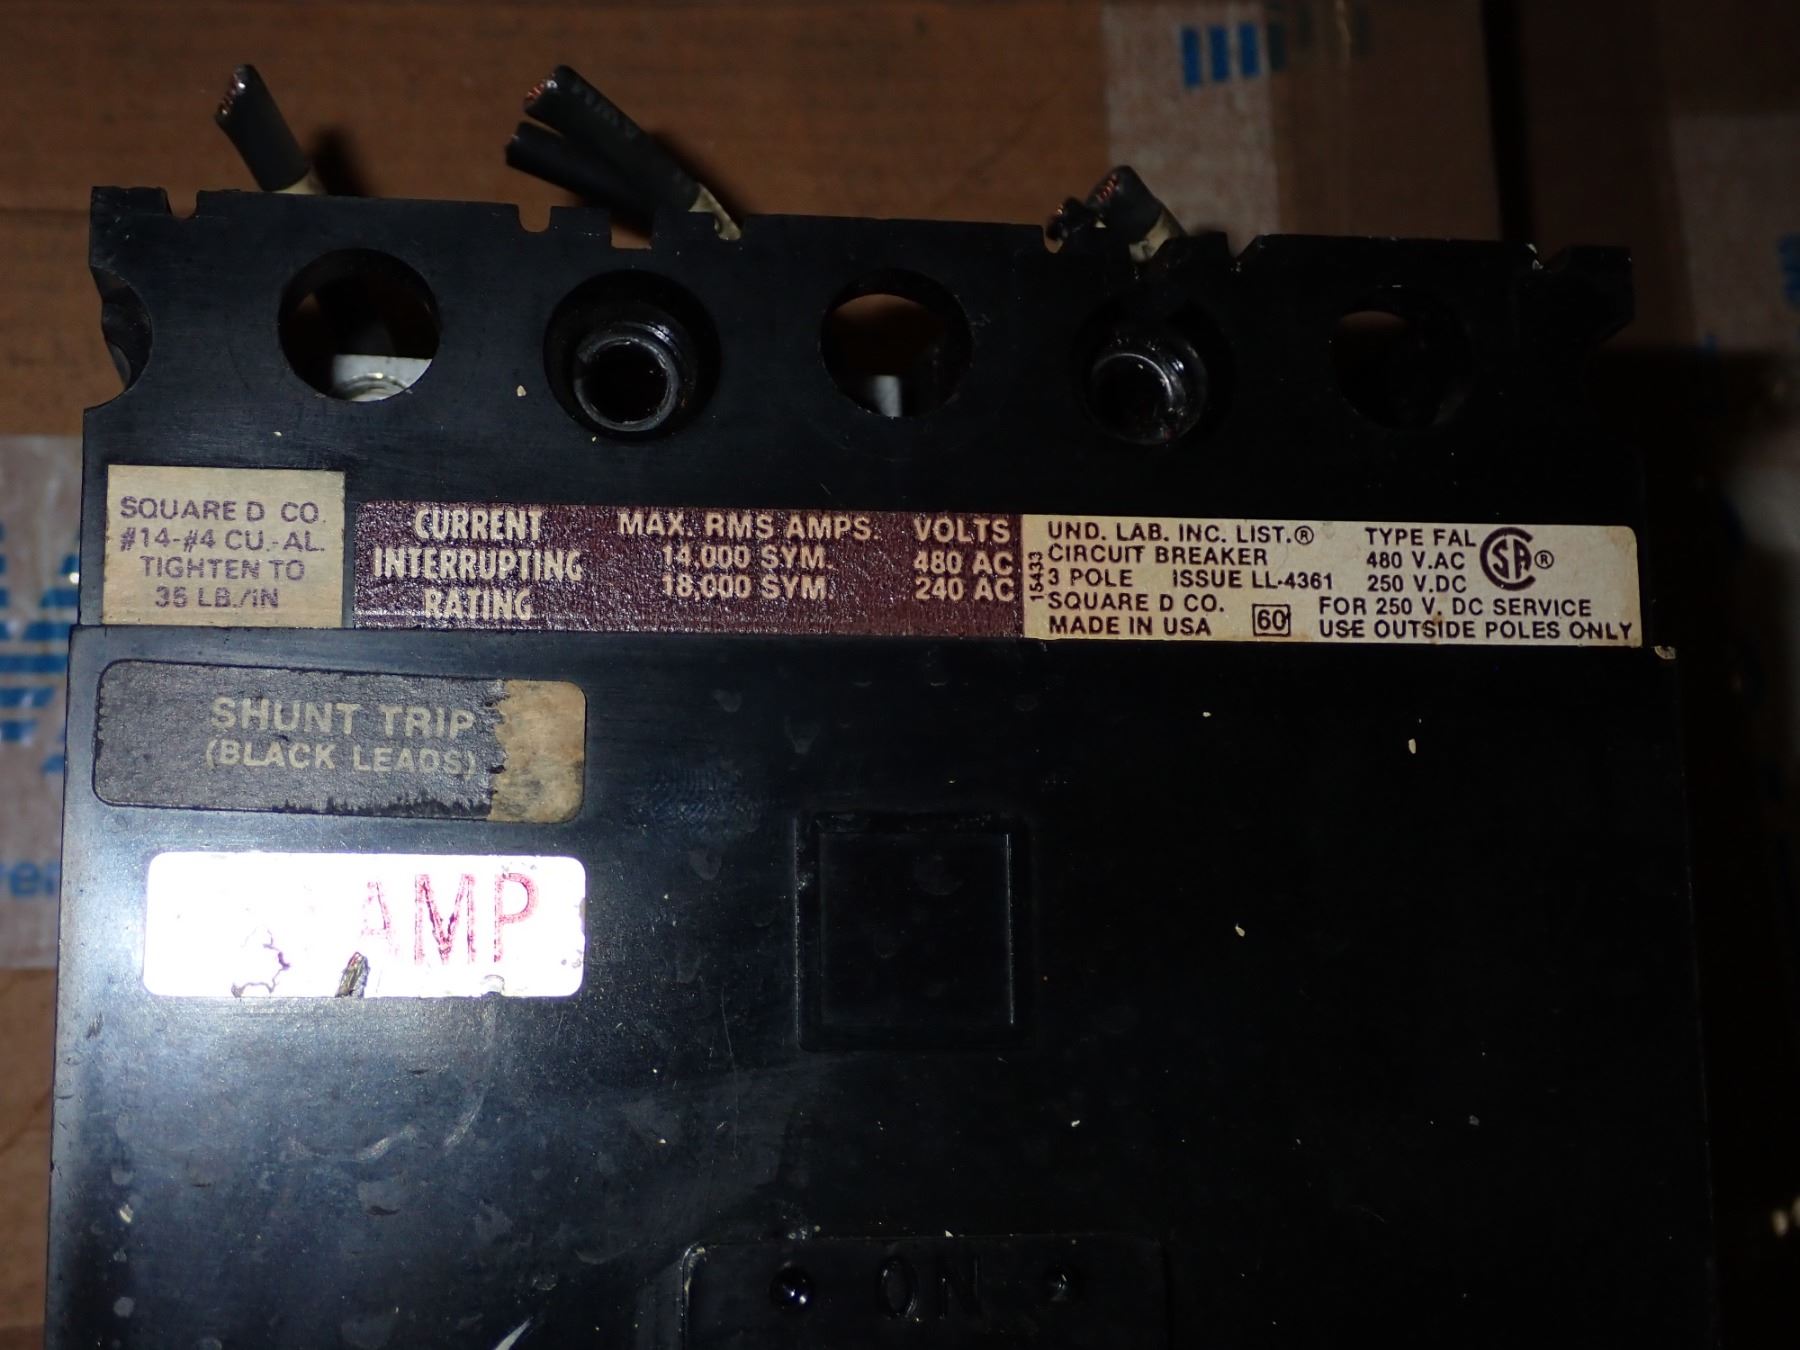 SQUARE D CO.
#14-#4 CU.-AL.
TIGHTEN TO
35 LB./IN
CURRENT
INTERRUPTING
RATING
MAX. RMS AMPS. VOLTS
14,000 SYM. 480 AC
18,000 SYM. 240 AC
15433
UND. LAB. INC. LIST.®
CIRCUIT BREAKER
3 POLE ISSUE LL-4361
SQUARE D CO.
MADE IN USA
60
TYPE FAL
480 V.AC
250 V.DC
SA ®
FOR 250 V. DC SERVICE
USE OUTSIDE POLES ONLY
SHUNT TRIP
(BLACK LEADS)
AMP
ON